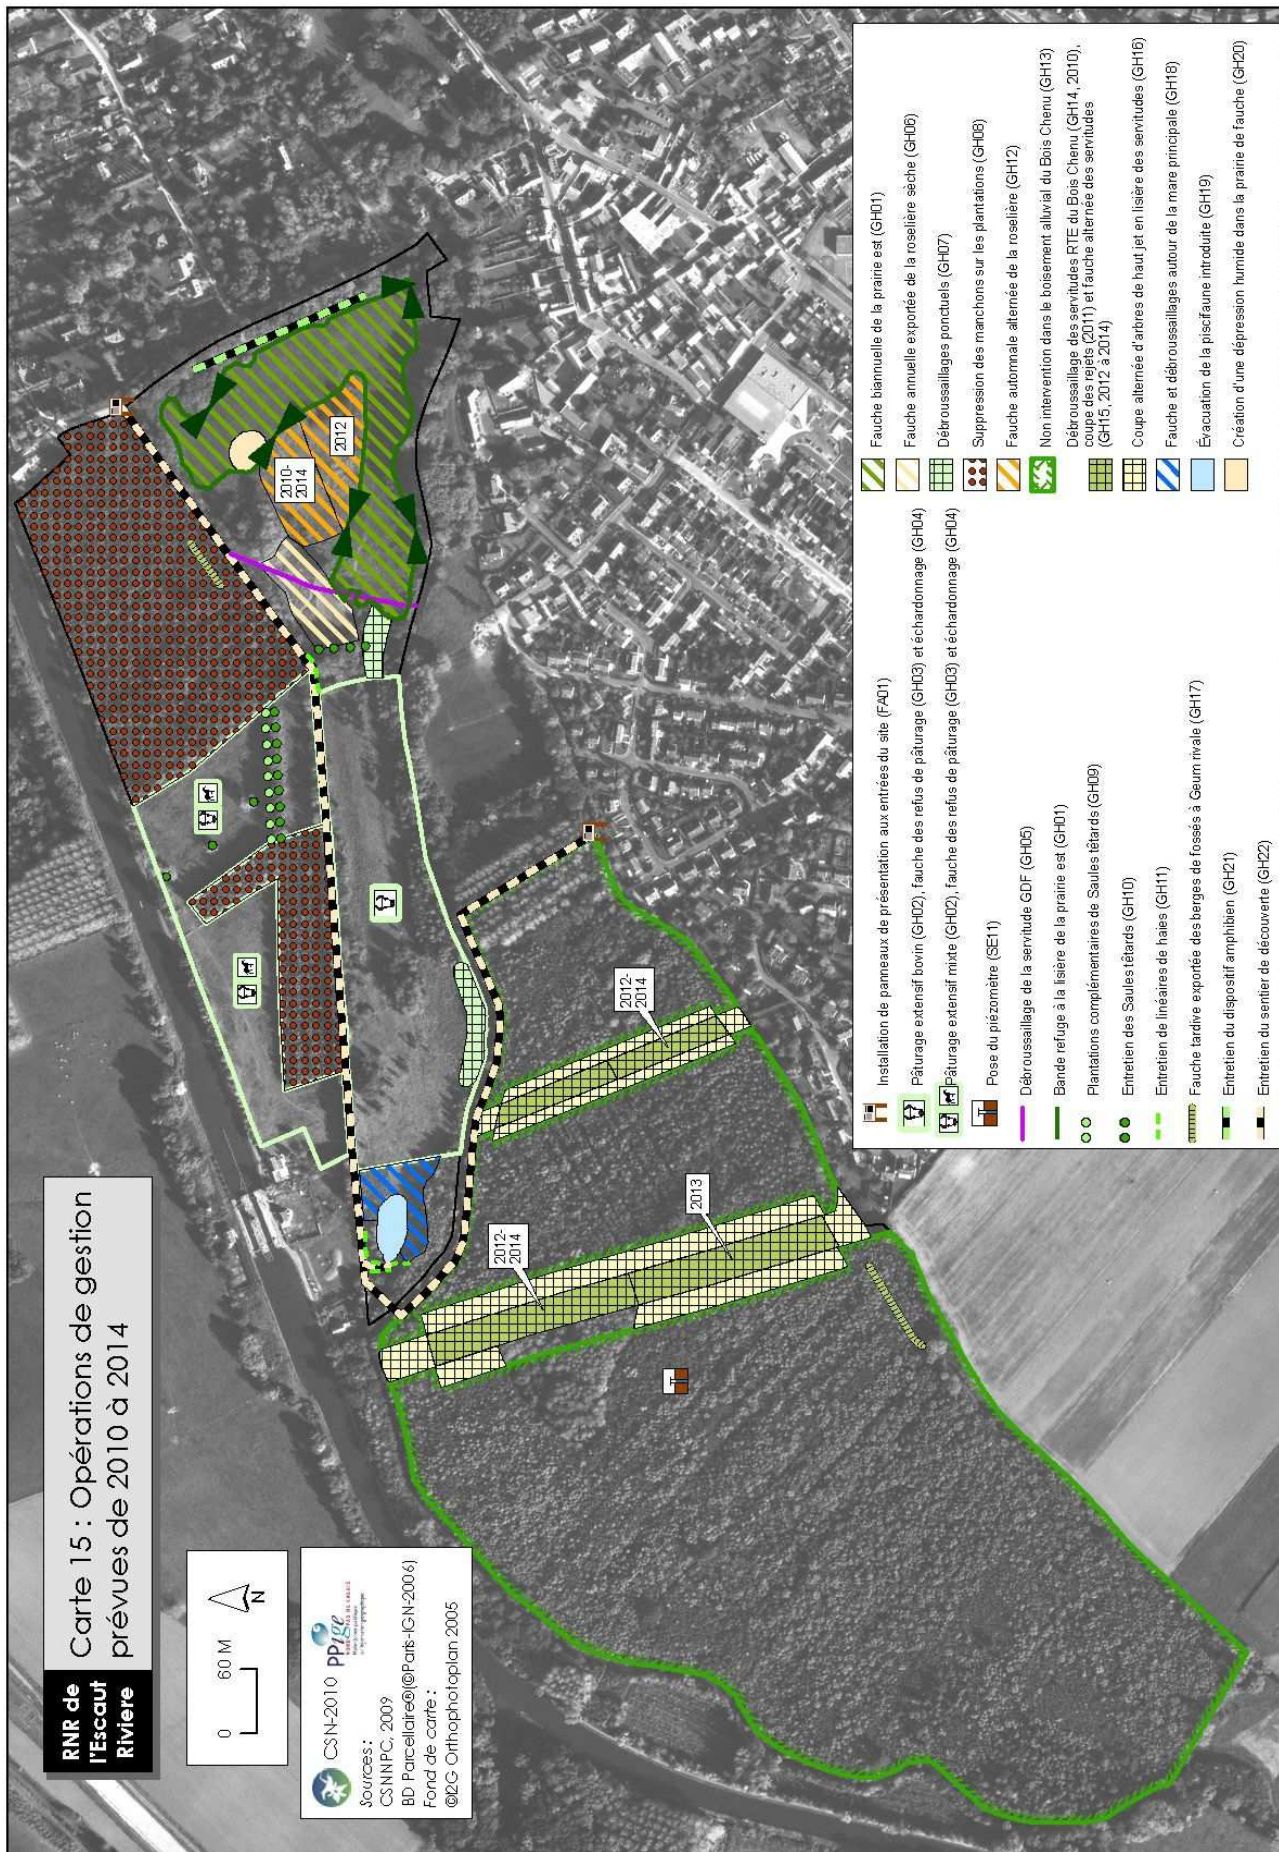 RNR de
l'Escaut
Riviere
Carte 15 : Opérations de gestion
prévues de 2010 à 2014
0 60 M
N
CSN-2010
PPIge
Sources :
CSNNPC, 2009
BD Parcellaire®(©Paris-IGN-2006)
Fond de carte :
©I2G Orthophotoplan 2005
2012-
2014
2013
2012-
2014
2010-
2014
2012
Installation de panneaux de présentation aux entrées du site (FA01)
Pâturage extensif bovin (GH02), fauche des refus de pâturage (GH03) et échardonnage (GH04)
Pâturage extensif mixte (GH02), fauche des refus de pâturage (GH03) et échardonnage (GH04)
Pose du piézomètre (SE11)
Débroussaillage de la servitude GDF (GH05)
Bande refuge à la lisière de la prairie est (GH01)
Plantations complémentaires de Saules têtards (GH09)
Entretien des Saules têtards (GH10)
Entretien de linéaires de haies (GH11)
Fauche tardive exportée des berges de fossés à Geum rivale (GH17)
Entretien du dispositif amphibien (GH21)
Entretien du sentier de découverte (GH22)
Fauche biannuelle de la prairie est (GH01)
Fauche annuelle exportée de la roselière sèche (GH06)
Débroussaillages ponctuels (GH07)
Suppression des manchons sur les plantations (GH08)
Fauche automnale alternée de la roselière (GH12)
Non intervention dans le boisement alluvial du Bois Chenu (GH13)
Débroussaillage des servitudes RTE du Bois Chenu (GH14, 2010),
coupe des rejets (2011) et fauche alternée des servitudes
(GH15, 2012 à 2014)
Coupe alternée d'arbres de haut jet en lisière des servitudes (GH16)
Fauche et débroussaillages autour de la mare principale (GH18)
Évacuation de la piscifaune introduite (GH19)
Création d'une dépression humide dans la prairie de fauche (GH20)